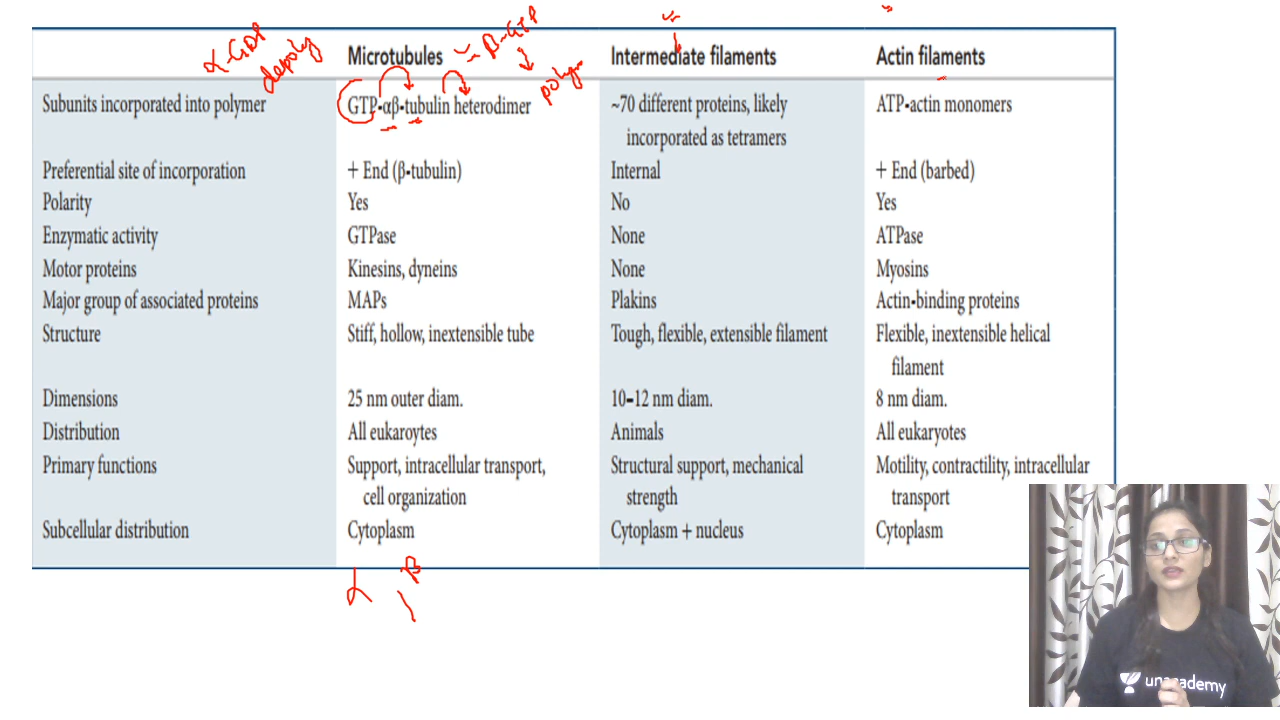 α-GDP
depoly
β-GTP
polym
Microtubules Intermediate filaments Actin filaments
Subunits incorporated into polymer GTP-αβ-tubulin heterodimer ~70 different proteins, likely ATP-actin monomers
incorporated as tetramers
Preferential site of incorporation + End (β-tubulin) Internal + End (barbed)
Polarity Yes No Yes
Enzymatic activity GTPase None ATPase
Motor proteins Kinesins, dyneins None Myosins
Major group of associated proteins MAPs Plakins Actin-binding proteins
Structure Stiff, hollow, inextensible tube Tough, flexible, extensible filament Flexible, inextensible helical
filament
Dimensions 25 nm outer diam. 10–12 nm diam. 8 nm diam.
Distribution All eukaroytes Animals All eukaryotes
Primary functions Support, intracellular transport, Structural support, mechanical Motility, contractility, intracellular
cell organization strength transport
Subcellular distribution Cytoplasm Cytoplasm + nucleus Cytoplasm
α β
unacademy